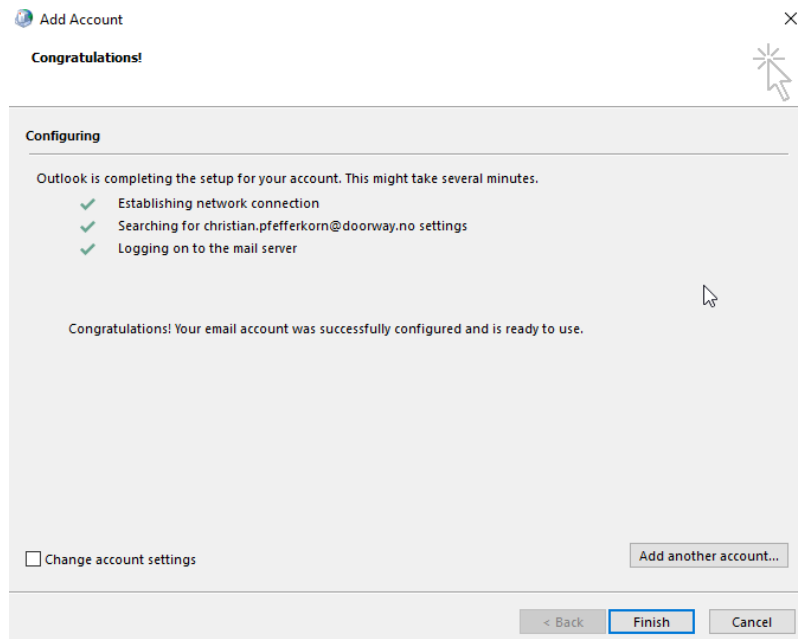 Add Account
Congratulations!
Configuring
Outlook is completing the setup for your account. This might take several minutes.
Establishing network connection
Searching for christian.pfefferkorn@doorway.no settings
Logging on to the mail server
Congratulations! Your email account was successfully configured and is ready to use.
Change account settings
Add another account...
< Back
Finish
Cancel